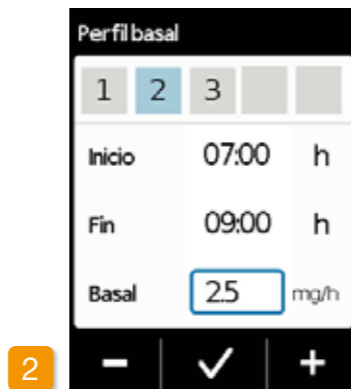 Perfil basal
1 2 3
Inicio 07:00 h
Fin 09:00 h
Basal 2.5 mg/h
2 − ✓ +